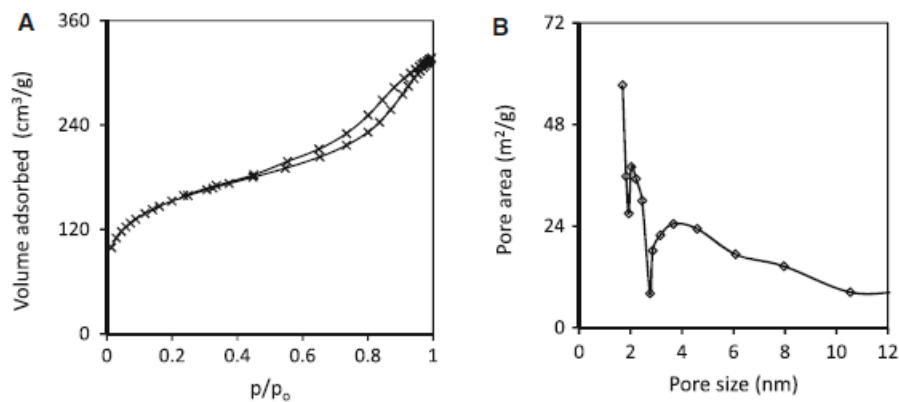 A
Volume adsorbed (cm³/g)
360
240
120
0
0 0.2 0.4 0.6 0.8 1
p/pₒ
B
Pore area (m²/g)
72
48
24
0
0 2 4 6 8 10 12
Pore size (nm)